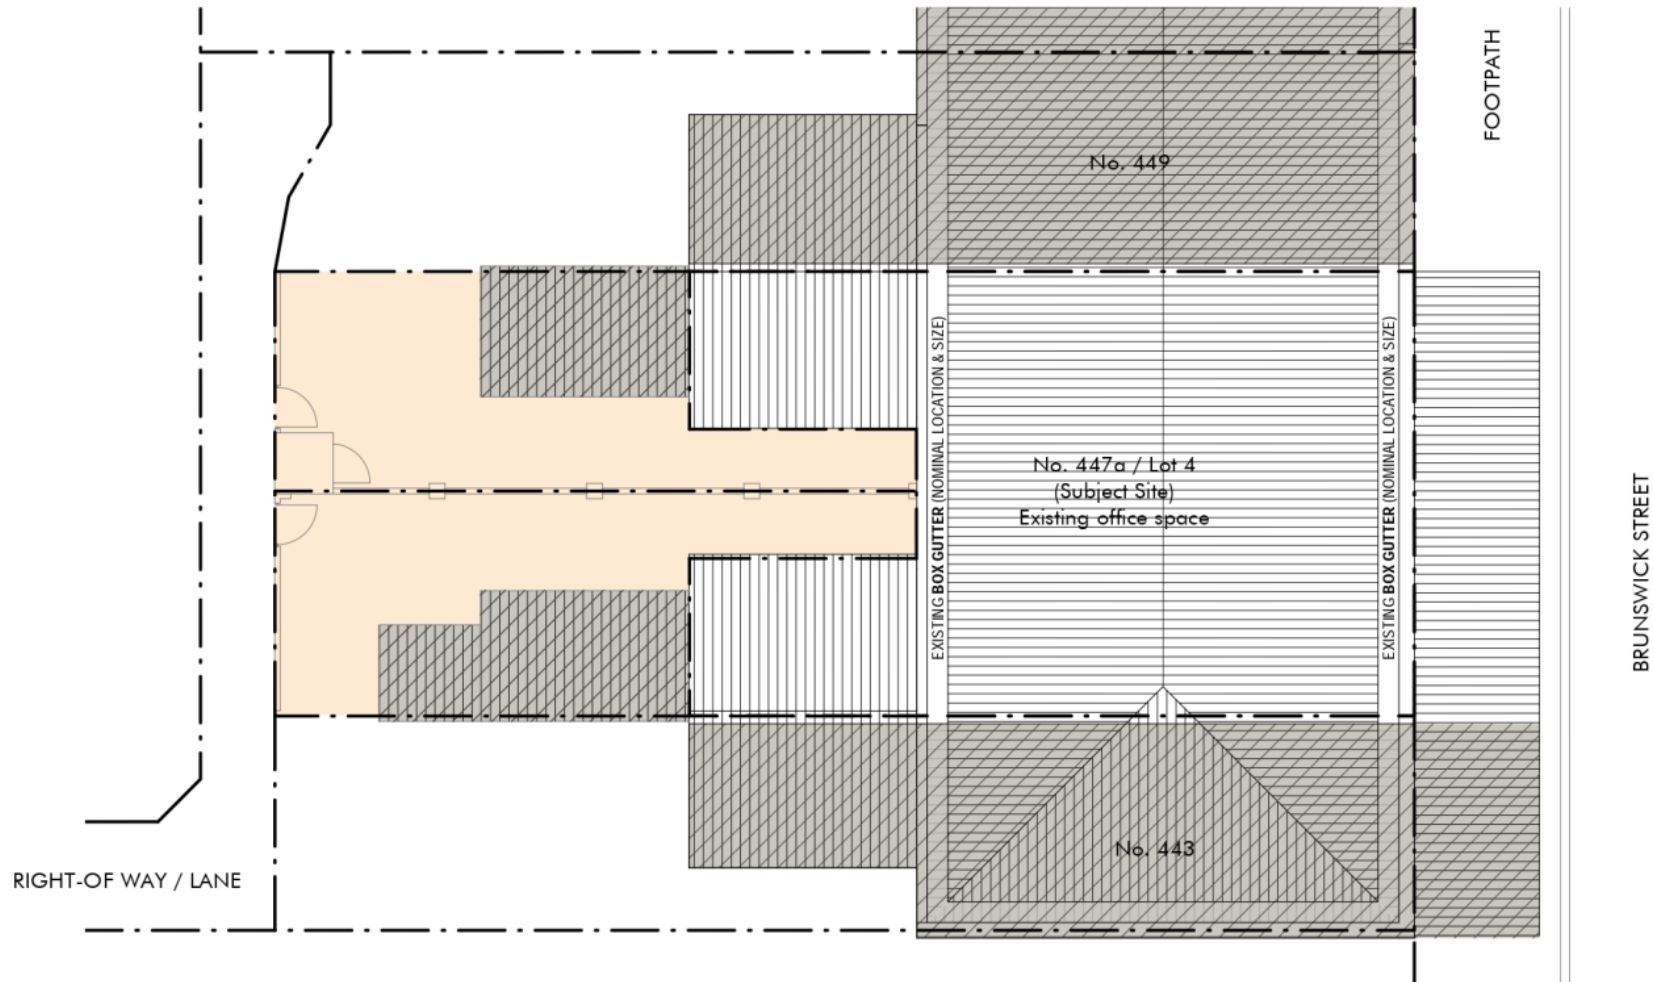 FOOTPATH
No. 449
EXISTING BOX GUTTER (NOMINAL LOCATION & SIZE)
No. 447a / Lot 4
(Subject Site)
Existing office space
EXISTING BOX GUTTER (NOMINAL LOCATION & SIZE)
BRUNSWICK STREET
No. 443
RIGHT-OF WAY / LANE